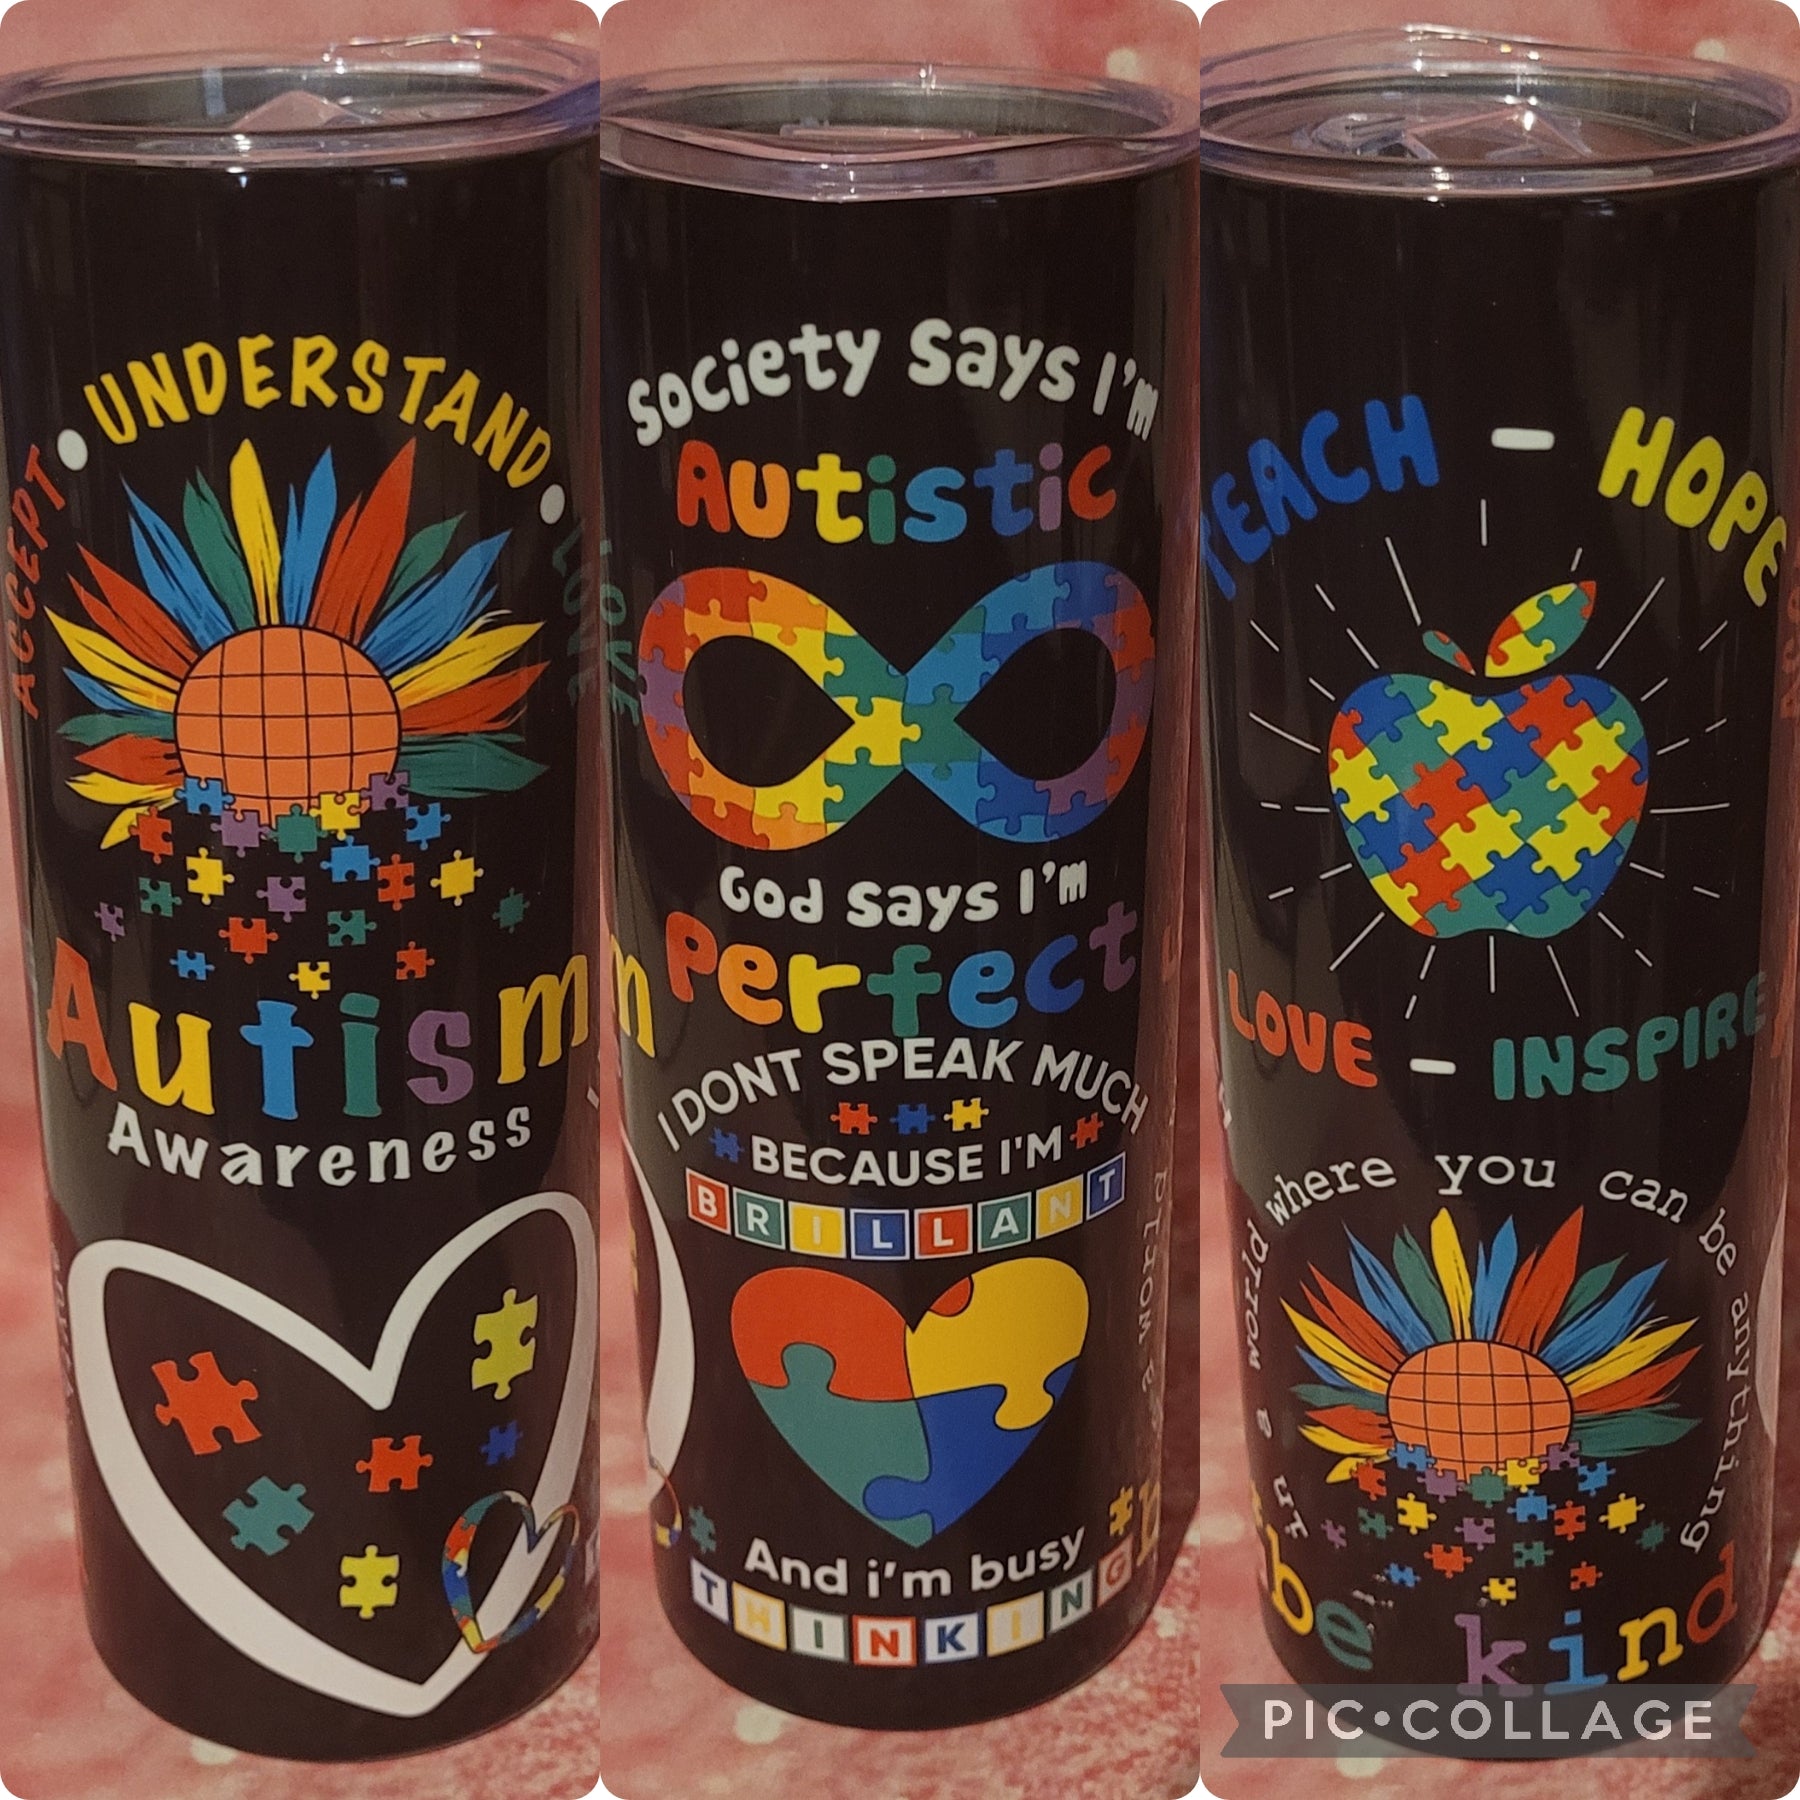 ACCEPT • UNDERSTAND • LOVE
Autism
Awareness
LOVE
Society says I'm
Autistic
God says I'm
Perfect
m
I DONT SPEAK MUCH
BECAUSE I'M
BRILLANT
And i'm busy
THINKING
TEACH - HOPE
LOVE - INSPIRE
in a world where you can be anything
be kind
PIC•COLLAGE